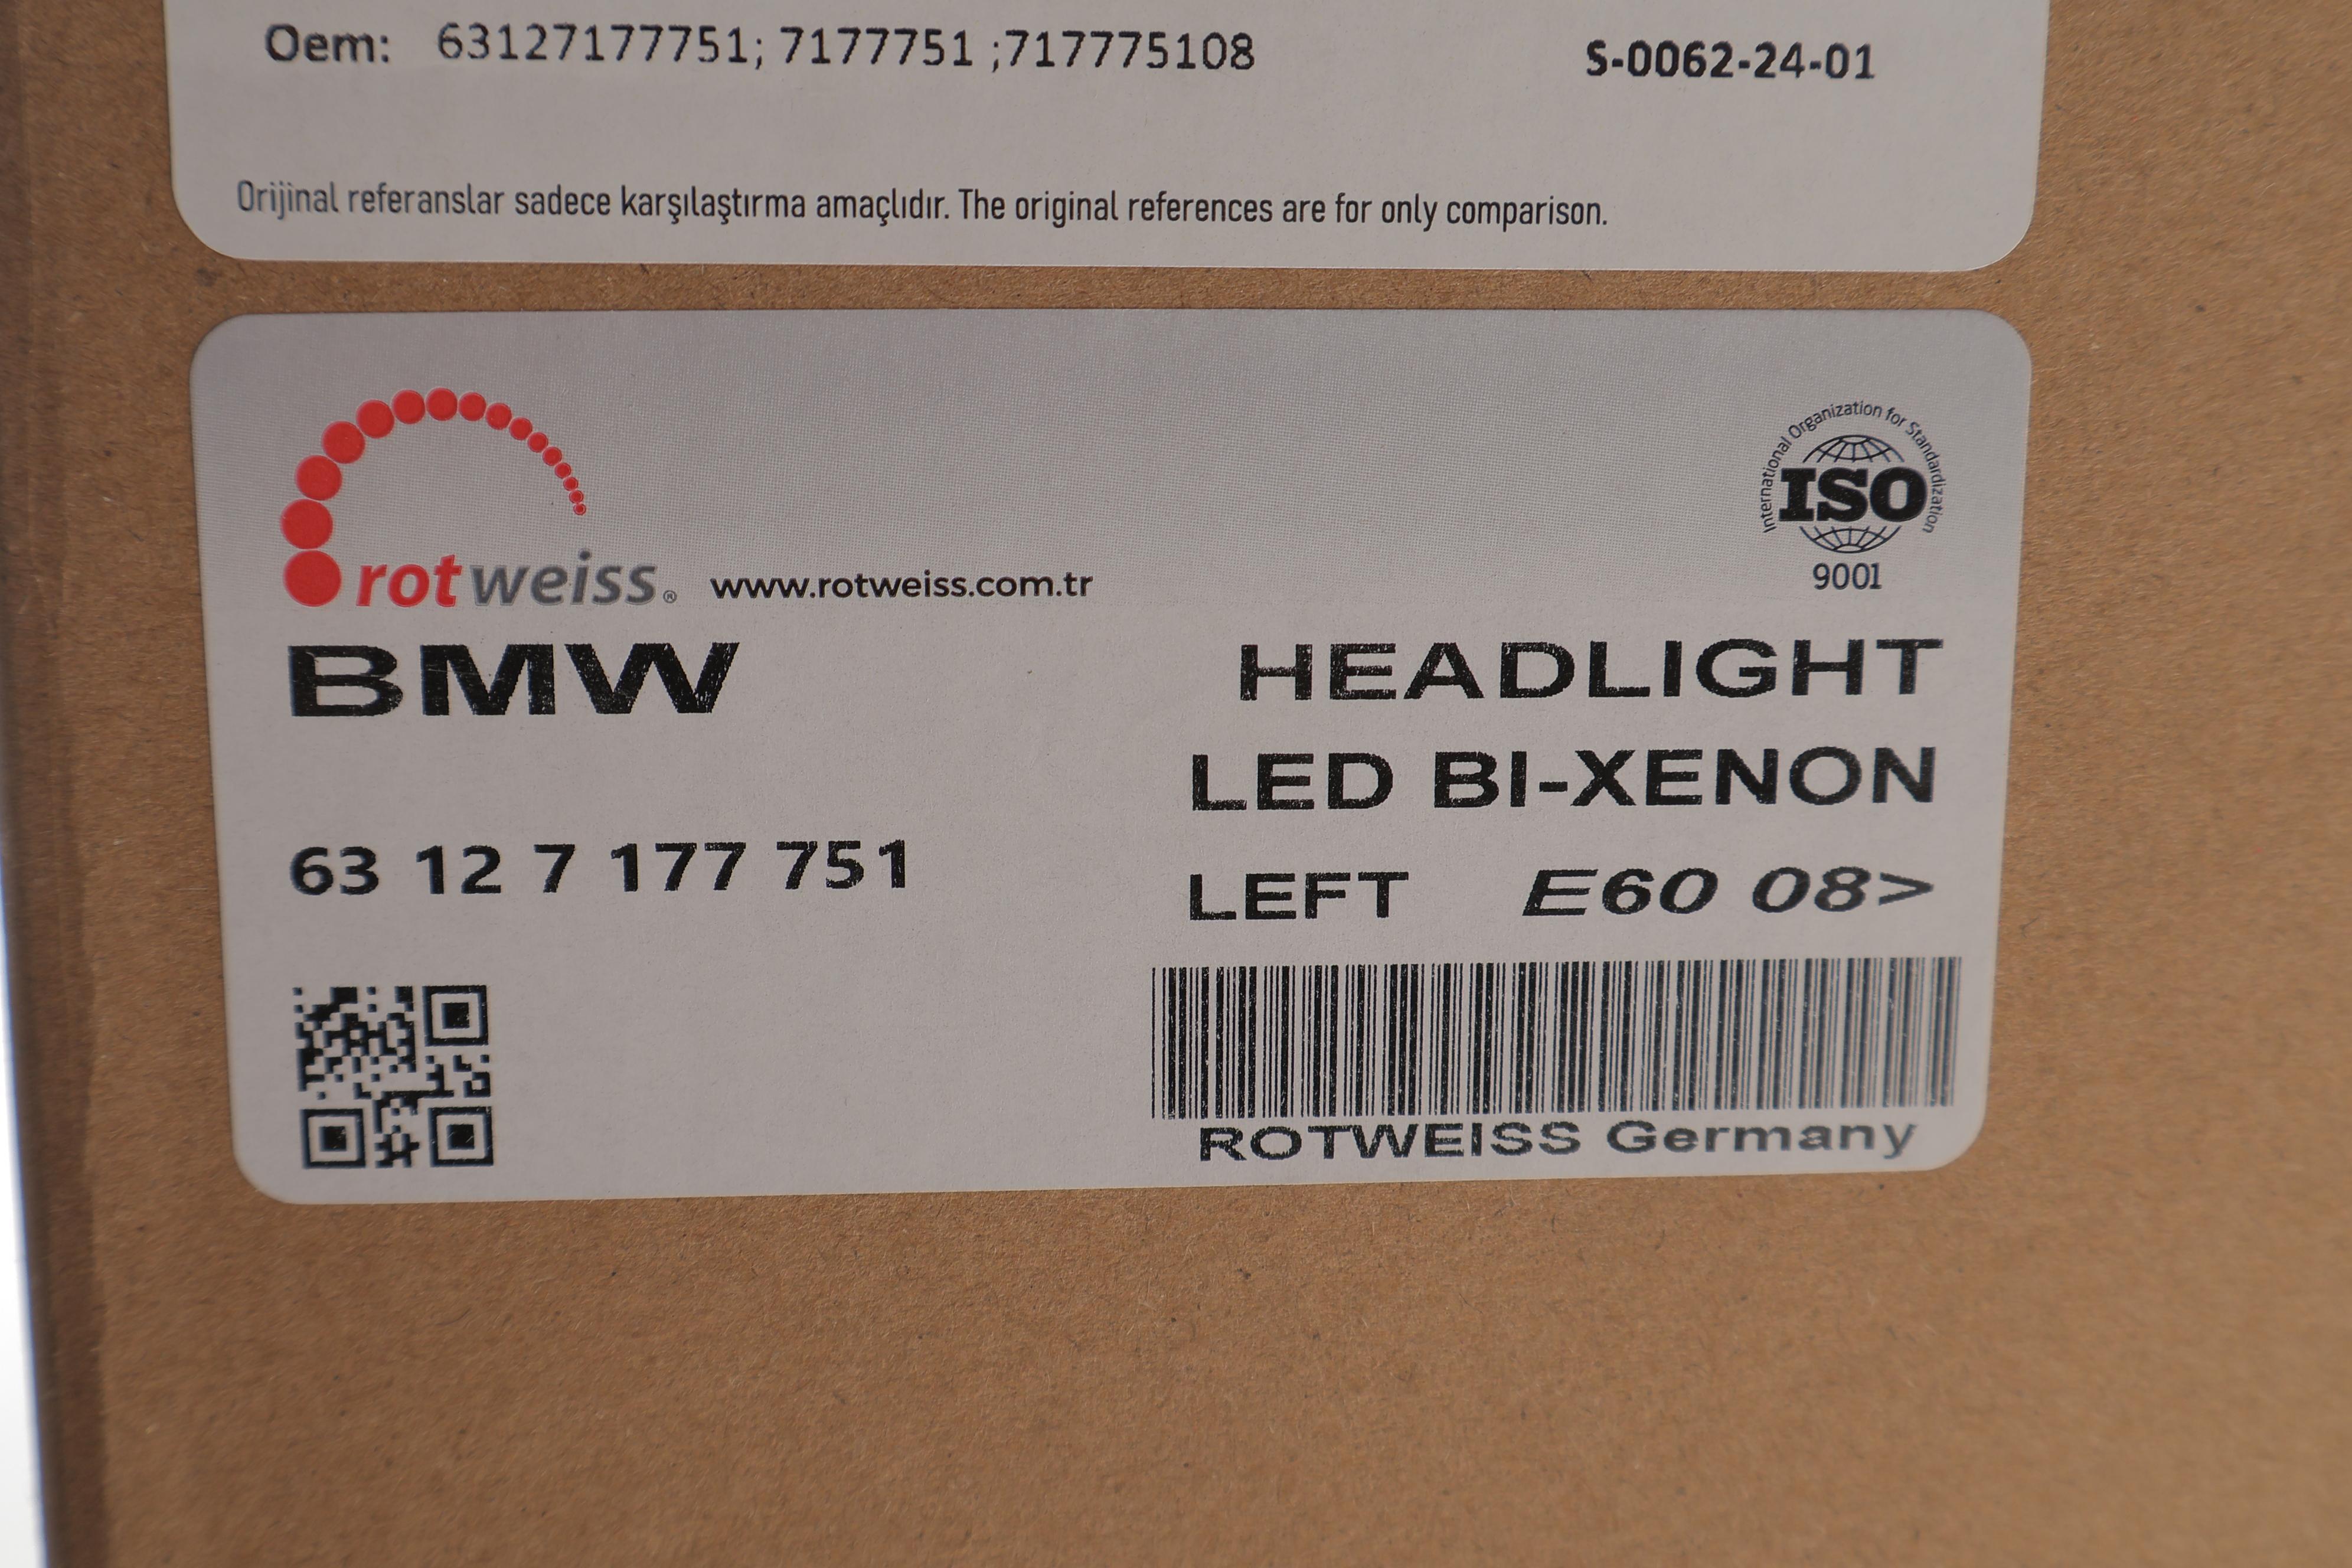 Oem: 63127177751; 7177751 ;717775108
S-0062-24-01
Orijinal referanslar sadece karşılaştırma amaçlıdır. The original references are for only comparison.
rotweiss® www.rotweiss.com.tr
International Organization for Standardization
ISO
9001
BMW
HEADLIGHT
LED BI-XENON
63 12 7 177 751
LEFT E60 08>
ROTWEISS Germany